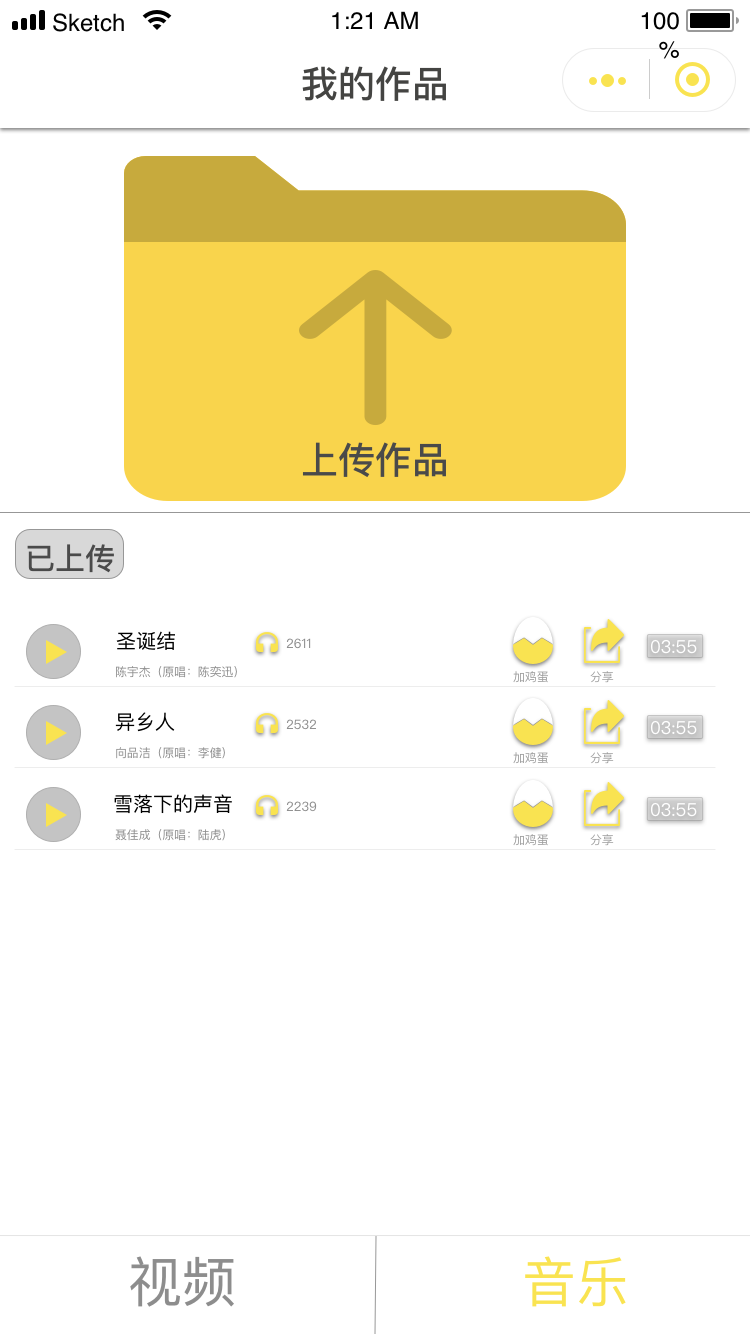 Sketch 1:21 AM 100
%
我的作品
上传作品
已上传
圣诞结 2611
陈宇杰（原唱：陈奕迅）
加鸡蛋 分享 03:55
异乡人 2532
向品洁（原唱：李健）
加鸡蛋 分享 03:55
雪落下的声音 2239
聂佳成（原唱：陆虎）
加鸡蛋 分享 03:55
视频 音乐